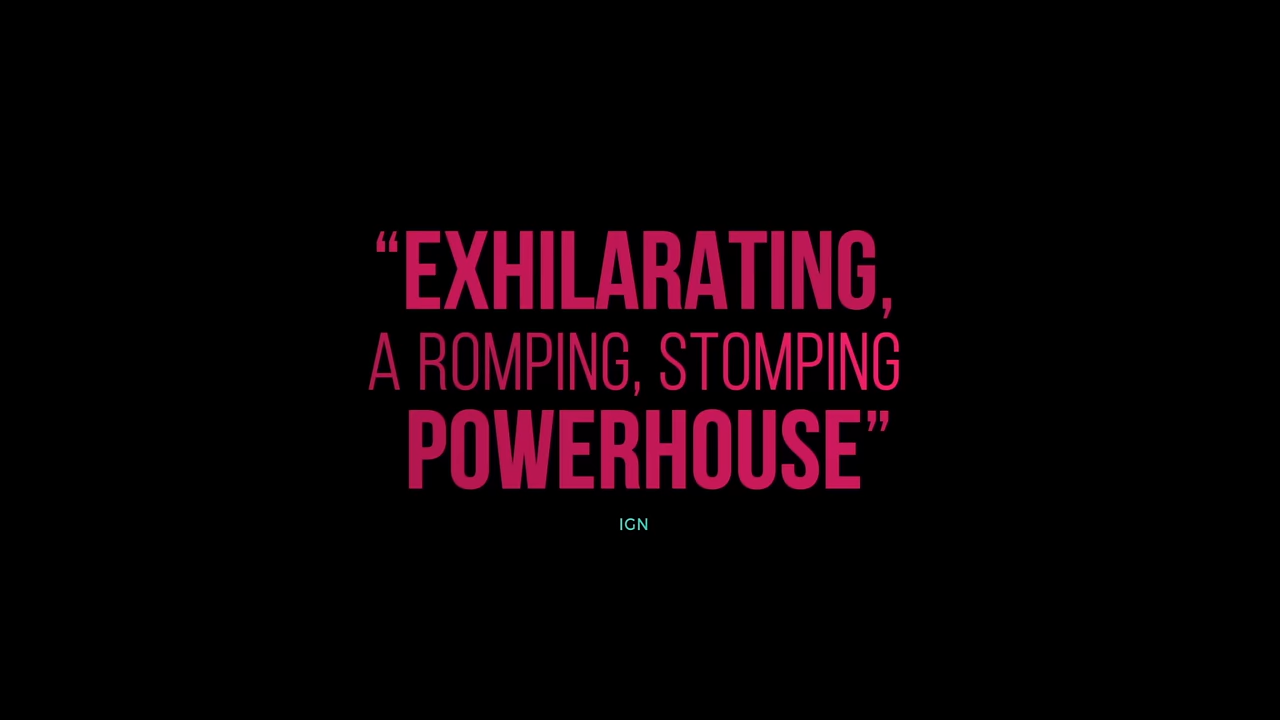 “EXHILARATING,
A ROMPING, STOMPING
POWERHOUSE”
IGN